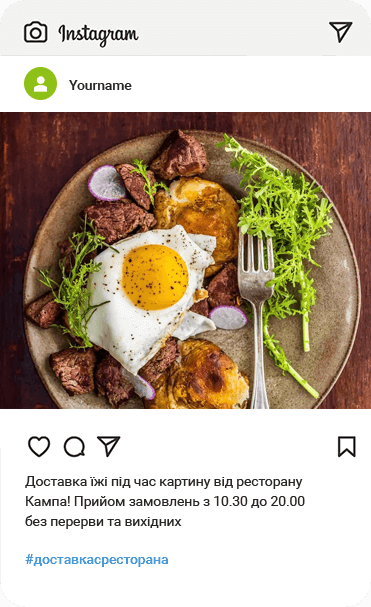 Instagram
Yourname
Доставка їжі під час картину від ресторану
Кампа! Прийом замовлень з 10.30 до 20.00
без перерви та вихідних
#доставкасресторана